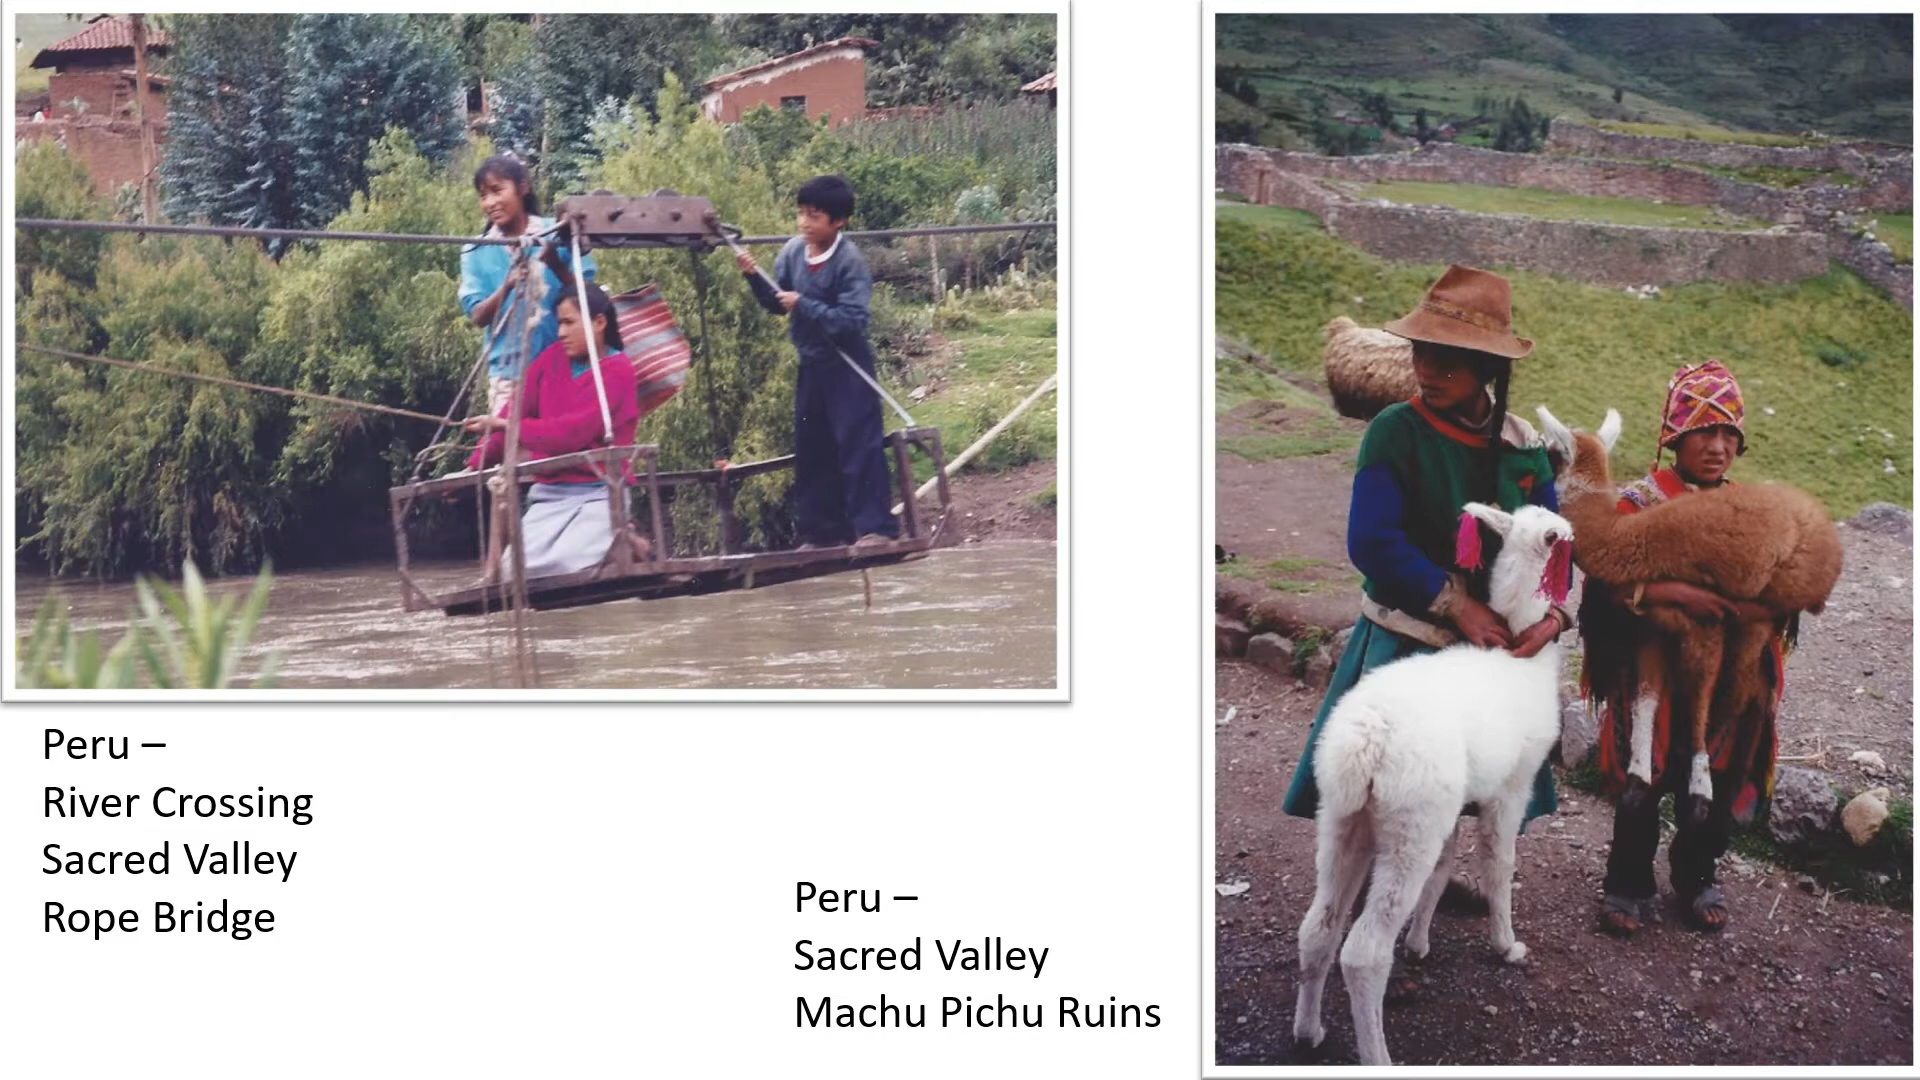 Peru –
River Crossing
Sacred Valley
Rope Bridge
Peru –
Sacred Valley
Machu Pichu Ruins